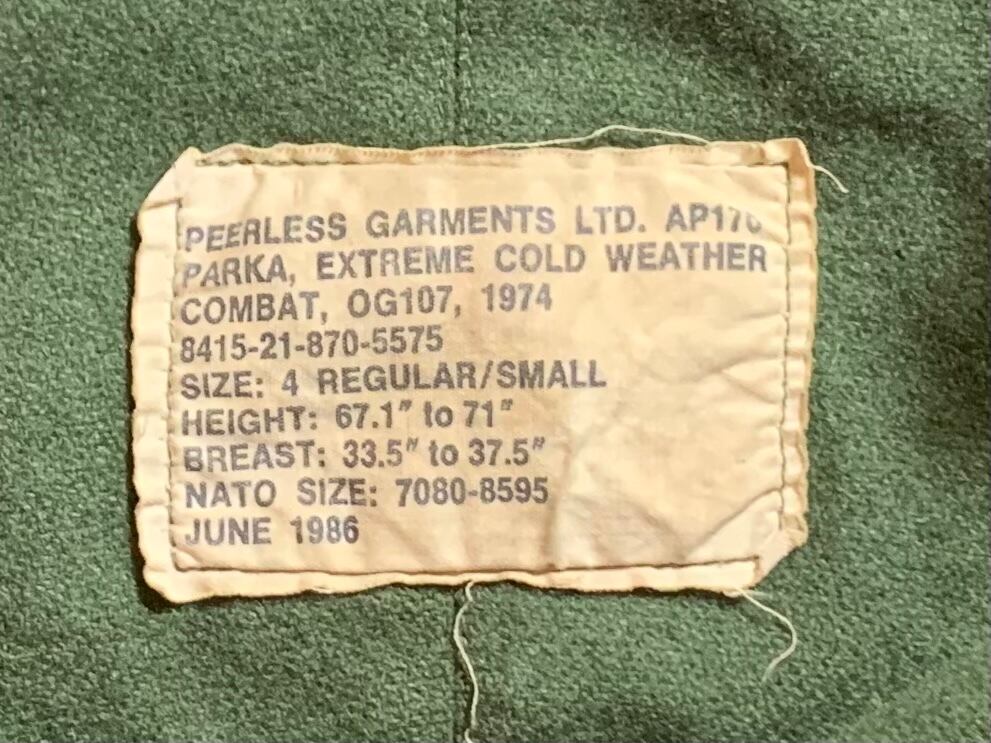 PEERLESS GARMENTS LTD.
PARKA, EXTREME COLD WEATHER
COMBAT, OG107, 1974
8415-21-870-5575
SIZE: 4 REGULAR/SMALL
HEIGHT: 67.1" to 71"
BREAST: 33.5" to 37.5"
NATO SIZE: 7080-8595
JUNE 1986